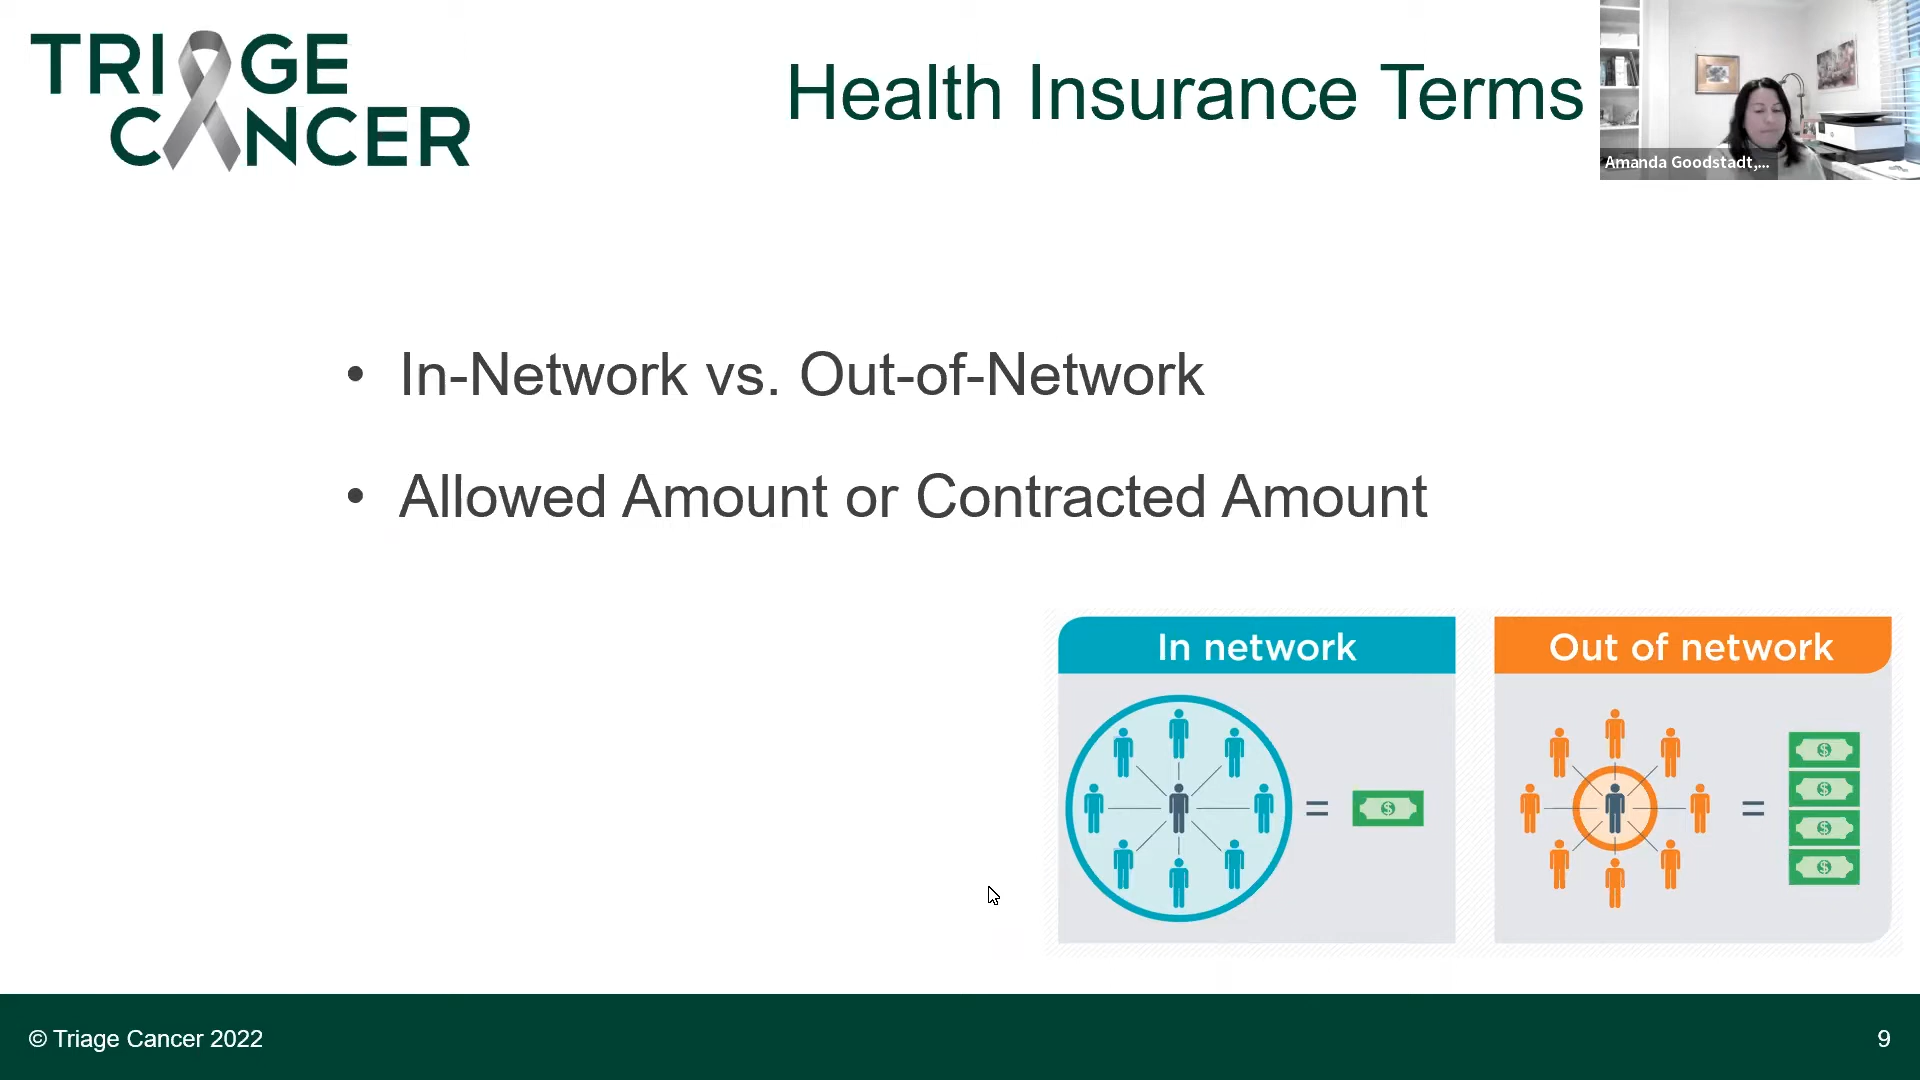 TRIAGE
CANCER
Health Insurance Terms
Amanda Goodstadt,...
• In-Network vs. Out-of-Network
• Allowed Amount or Contracted Amount
In network
Out of network
=
$
=
$
$
$
$
© Triage Cancer 2022
9